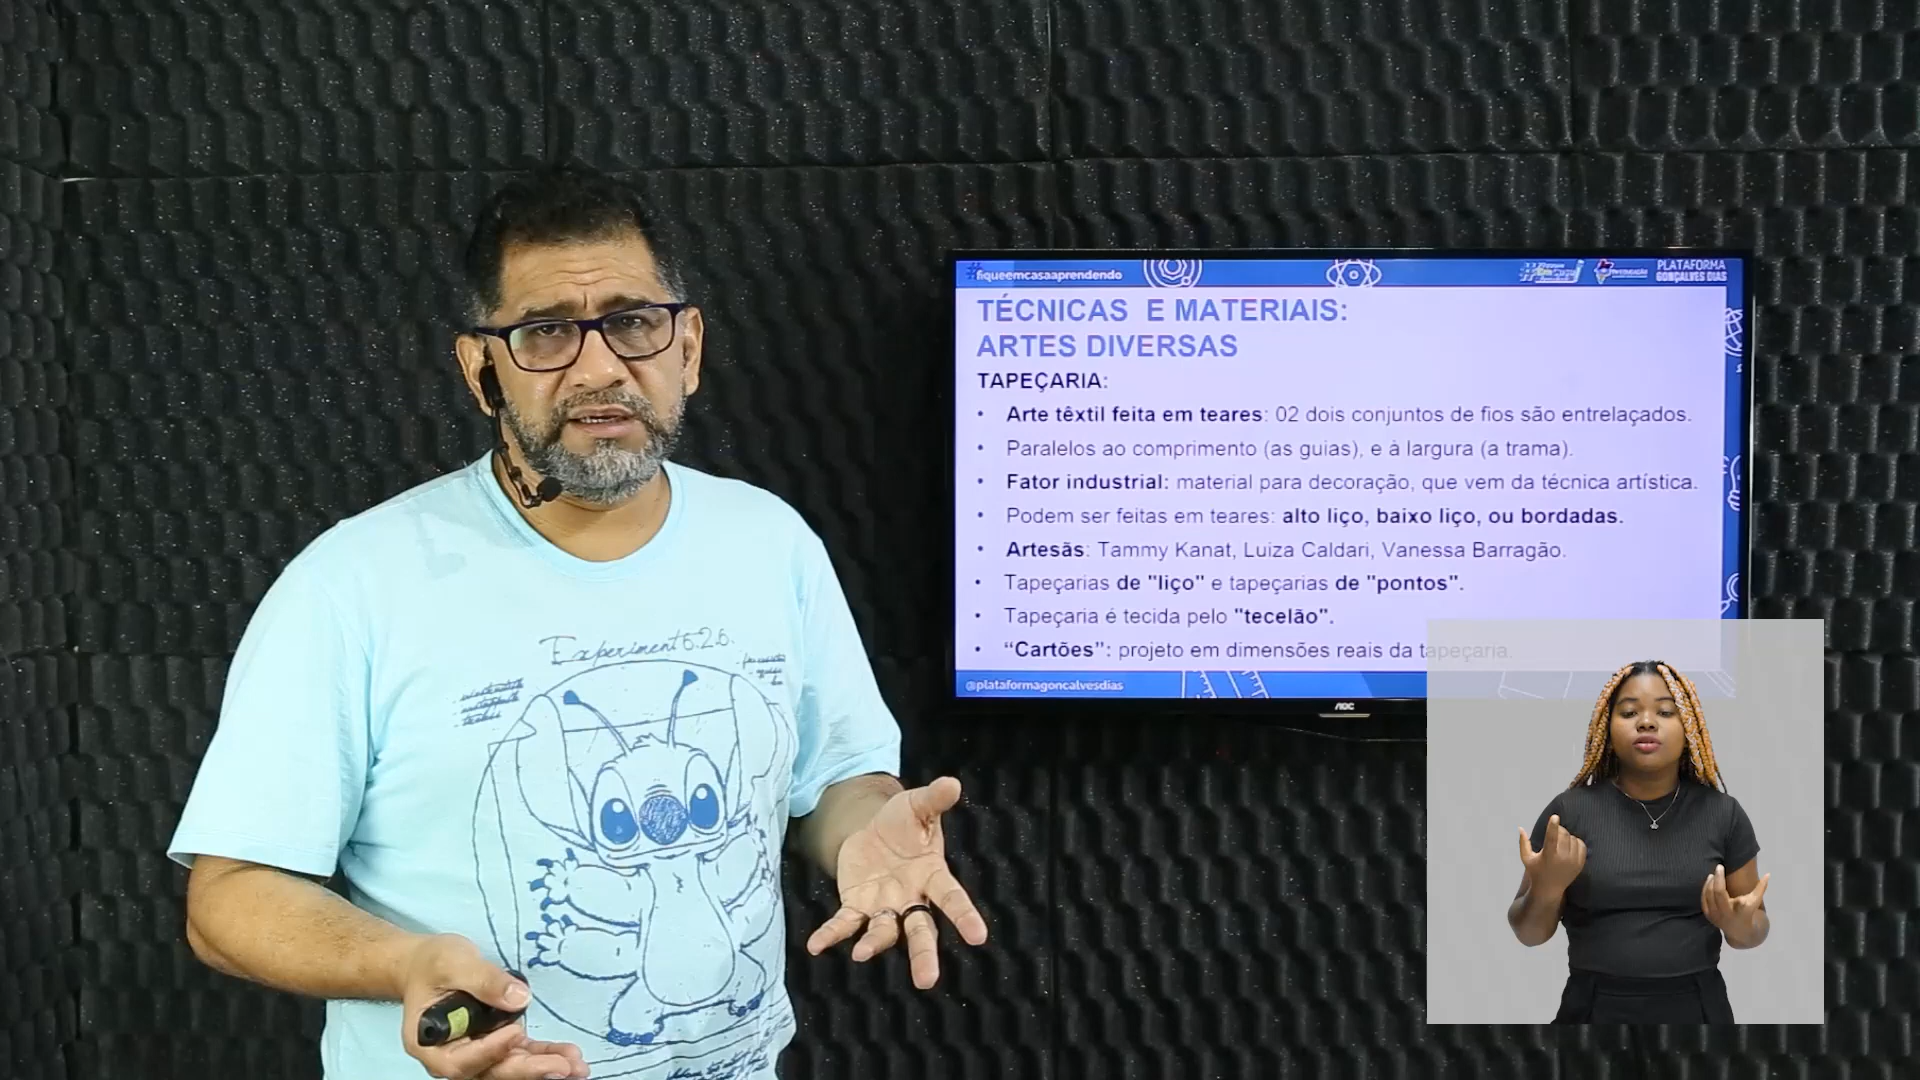 #fiqueemcasaaprendendo
PLATAFORMA
GONÇALVES DIAS
TÉCNICAS E MATERIAIS:
ARTES DIVERSAS
TAPEÇARIA:
• Arte têxtil feita em teares: 02 dois conjuntos de fios são entrelaçados.
• Paralelos ao comprimento (as guias), e à largura (a trama).
• Fator industrial: material para decoração, que vem da técnica artística.
• Podem ser feitas em teares: alto liço, baixo liço, ou bordadas.
• Artesãs: Tammy Kanat, Luiza Caldari, Vanessa Barragão.
• Tapeçarias de "liço" e tapeçarias de "pontos".
• Tapeçaria é tecida pelo "tecelão".
• “Cartões”: projeto em dimensões reais da tapeçaria.
@plataformagoncalvesdias
AOC
Experiment 6.2.6.